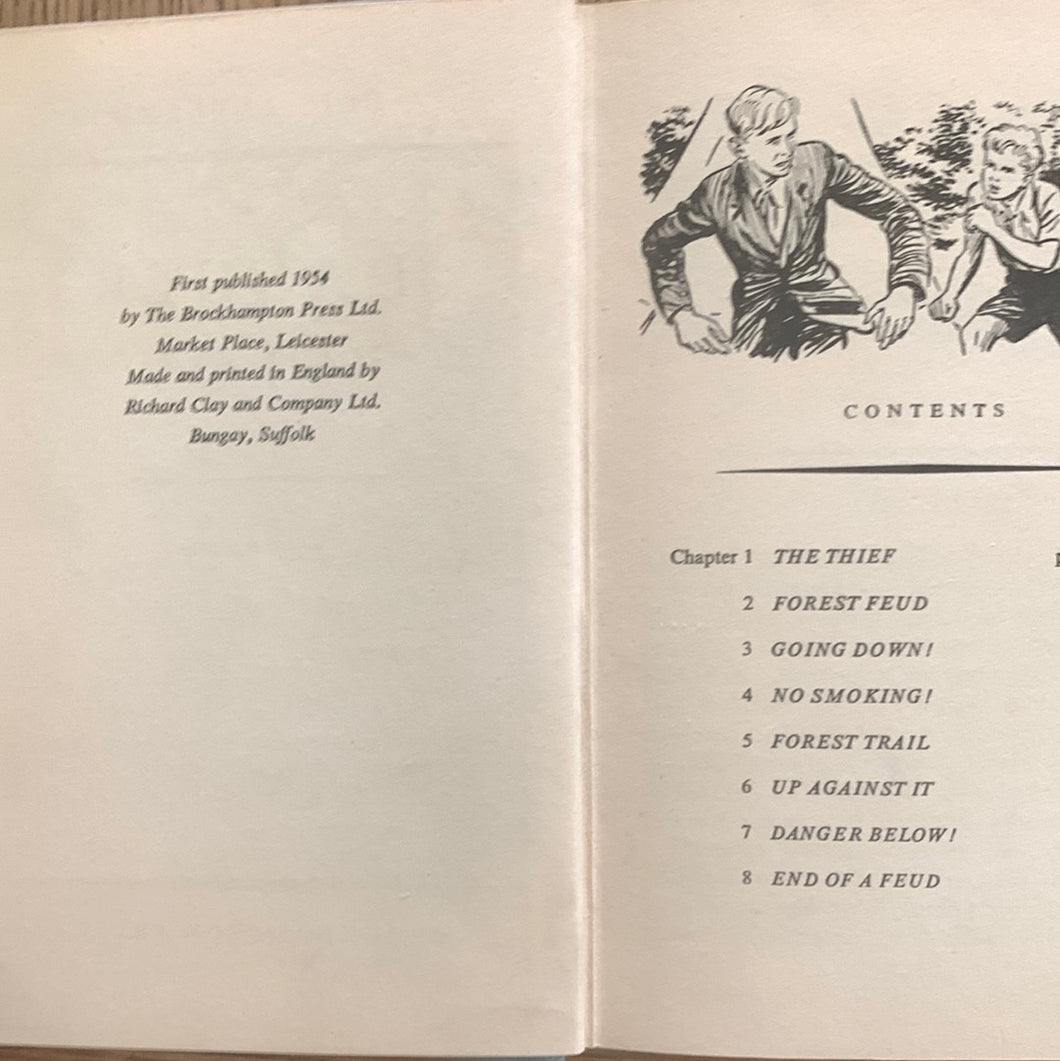 First published 1954
by The Brockhampton Press Ltd.
Market Place, Leicester
Made and printed in England by
Richard Clay and Company Ltd.
Bungay, Suffolk
CONTENTS
Chapter 1 THE THIEF
2 FOREST FEUD
3 GOING DOWN!
4 NO SMOKING!
5 FOREST TRAIL
6 UP AGAINST IT
7 DANGER BELOW!
8 END OF A FEUD